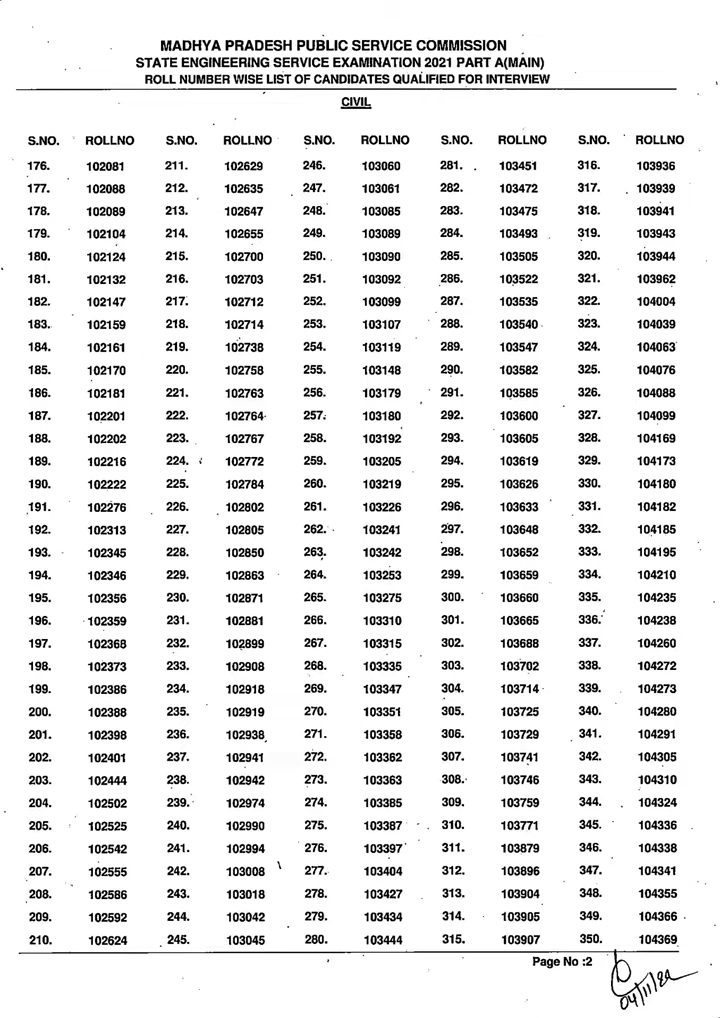 MADHYA PRADESH PUBLIC SERVICE COMMISSION
STATE ENGINEERING SERVICE EXAMINATION 2021 PART A(MAIN)
ROLL NUMBER WISE LIST OF CANDIDATES QUALIFIED FOR INTERVIEW
CIVIL
S.NO. ROLLNO S.NO. ROLLNO S.NO. ROLLNO S.NO. ROLLNO S.NO. ROLLNO
176. 102081 211. 102629 246. 103060 281. 103451 316. 103936
177. 102088 212. 102635 247. 103061 282. 103472 317. 103939
178. 102089 213. 102647 248. 103085 283. 103475 318. 103941
179. 102104 214. 102655 249. 103089 284. 103493 319. 103943
180. 102124 215. 102700 250. 103090 285. 103505 320. 103944
181. 102132 216. 102703 251. 103092 286. 103522 321. 103962
182. 102147 217. 102712 252. 103099 287. 103535 322. 104004
183. 102159 218. 102714 253. 103107 288. 103540 323. 104039
184. 102161 219. 102738 254. 103119 289. 103547 324. 104063
185. 102170 220. 102758 255. 103148 290. 103582 325. 104076
186. 102181 221. 102763 256. 103179 291. 103585 326. 104088
187. 102201 222. 102764 257. 103180 292. 103600 327. 104099
188. 102202 223. 102767 258. 103192 293. 103605 328. 104169
189. 102216 224. 102772 259. 103205 294. 103619 329. 104173
190. 102222 225. 102784 260. 103219 295. 103626 330. 104180
191. 102276 226. 102802 261. 103226 296. 103633 331. 104182
192. 102313 227. 102805 262. 103241 297. 103648 332. 104185
193. 102345 228. 102850 263. 103242 298. 103652 333. 104195
194. 102346 229. 102863 264. 103253 299. 103659 334. 104210
195. 102356 230. 102871 265. 103275 300. 103660 335. 104235
196. 102359 231. 102881 266. 103310 301. 103665 336. 104238
197. 102368 232. 102899 267. 103315 302. 103688 337. 104260
198. 102373 233. 102908 268. 103335 303. 103702 338. 104272
199. 102386 234. 102918 269. 103347 304. 103714 339. 104273
200. 102388 235. 102919 270. 103351 305. 103725 340. 104280
201. 102398 236. 102938 271. 103358 306. 103729 341. 104291
202. 102401 237. 102941 272. 103362 307. 103741 342. 104305
203. 102444 238. 102942 273. 103363 308. 103746 343. 104310
204. 102502 239. 102974 274. 103385 309. 103759 344. 104324
205. 102525 240. 102990 275. 103387 310. 103771 345. 104336
206. 102542 241. 102994 276. 103397 311. 103879 346. 104338
207. 102555 242. 103008 277. 103404 312. 103896 347. 104341
208. 102586 243. 103018 278. 103427 313. 103904 348. 104355
209. 102592 244. 103042 279. 103434 314. 103905 349. 104366
210. 102624 245. 103045 280. 103444 315. 103907 350. 104369
Page No :2